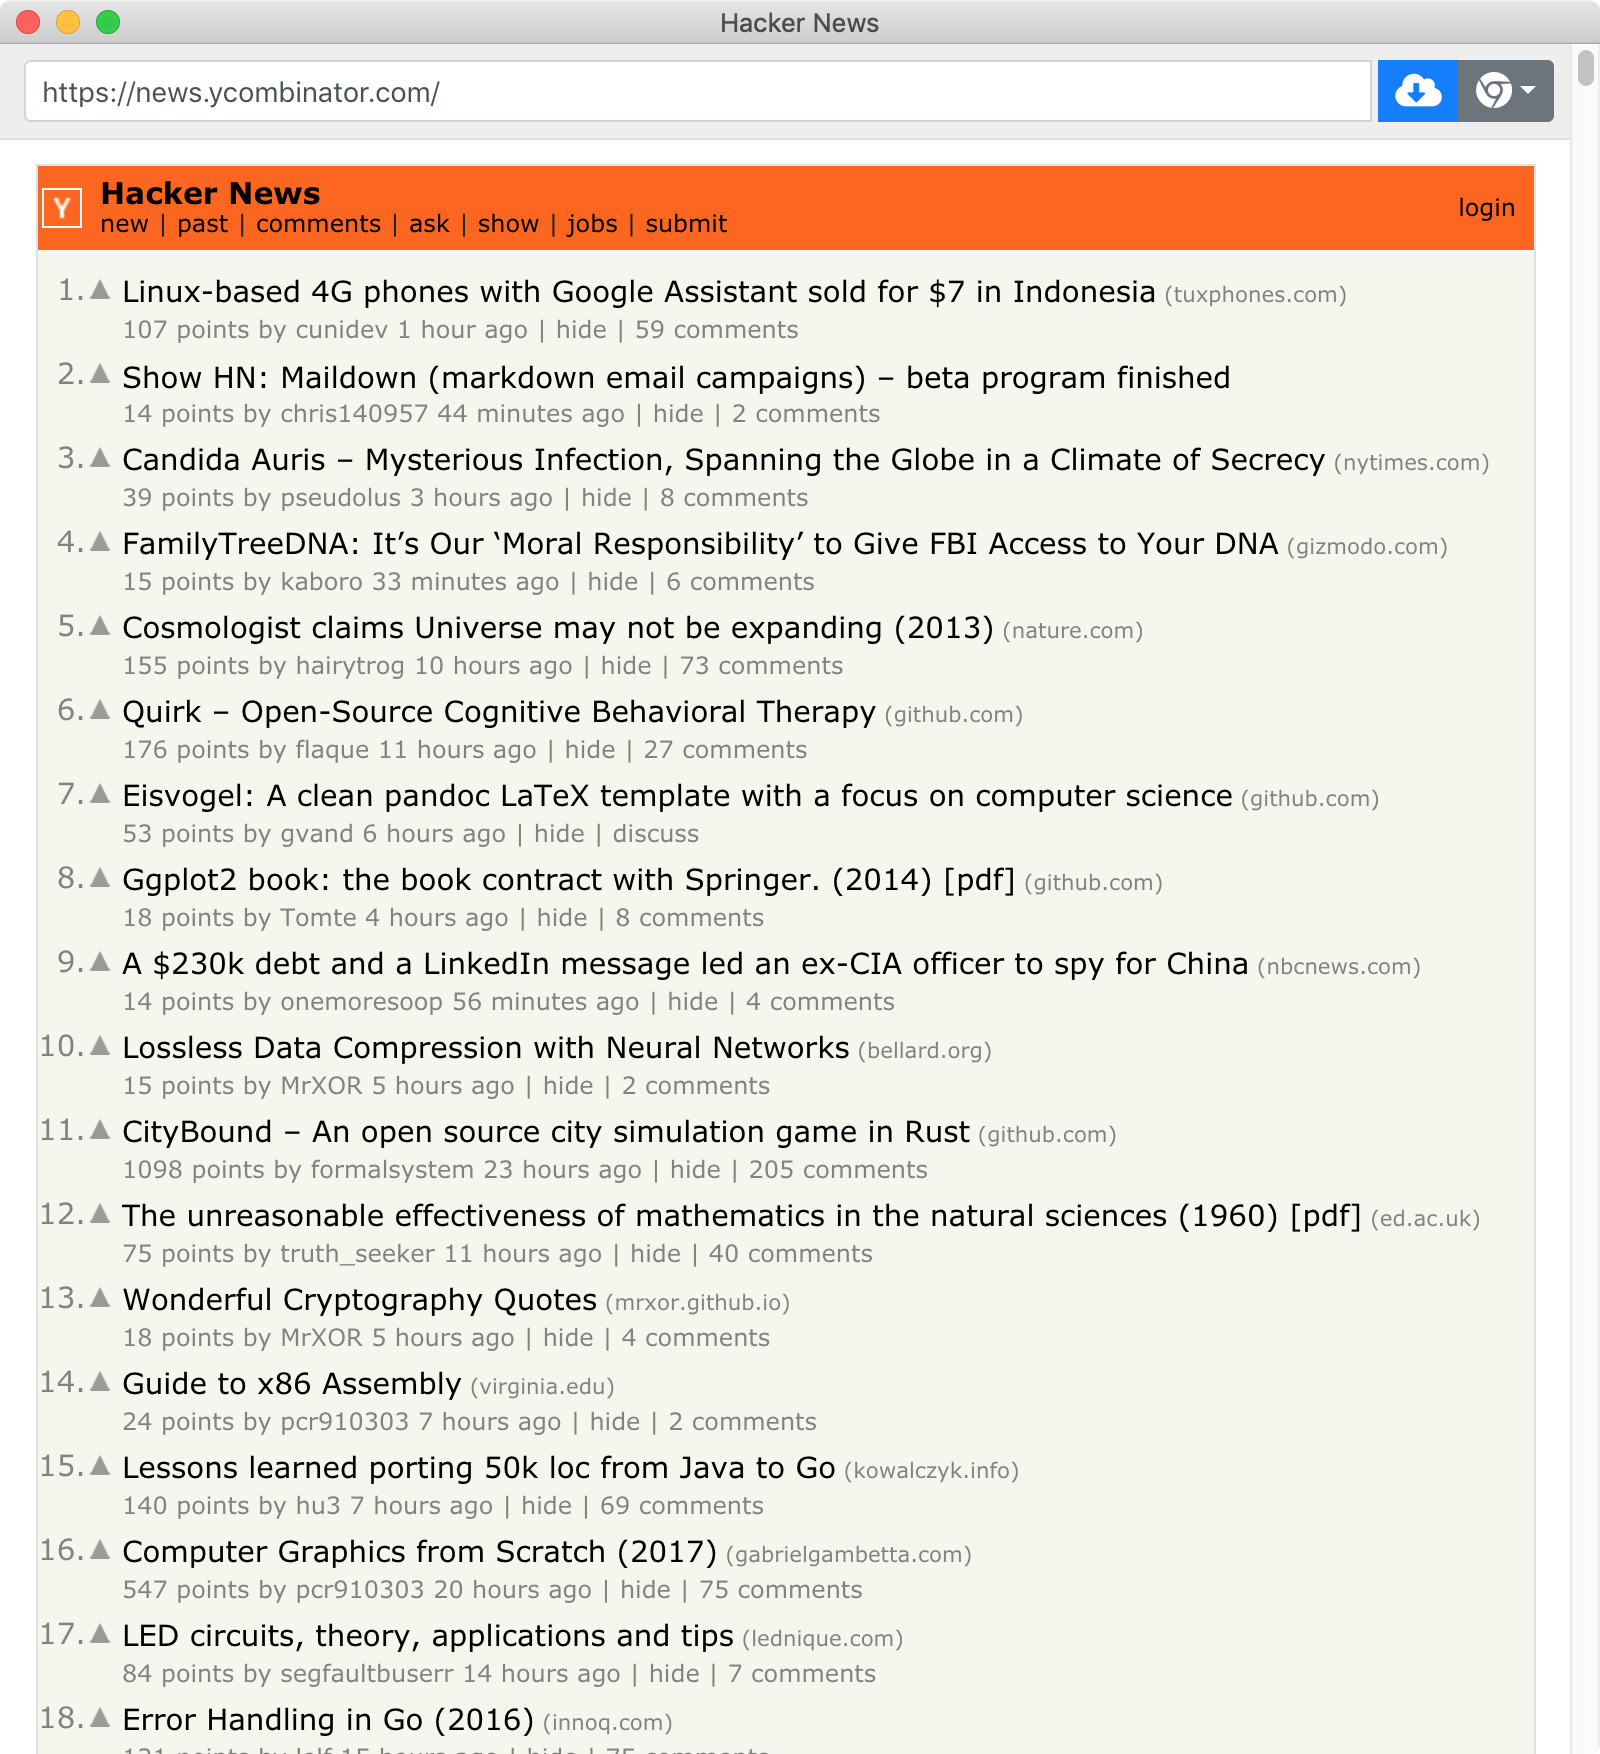 Hacker News
https://news.ycombinator.com/
Y
Hacker News
new | past | comments | ask | show | jobs | submit
login
1. Linux-based 4G phones with Google Assistant sold for $7 in Indonesia (tuxphones.com)
107 points by cunidev 1 hour ago | hide | 59 comments
2. Show HN: Maildown (markdown email campaigns) – beta program finished
14 points by chris140957 44 minutes ago | hide | 2 comments
3. Candida Auris – Mysterious Infection, Spanning the Globe in a Climate of Secrecy (nytimes.com)
39 points by pseudolus 3 hours ago | hide | 8 comments
4. FamilyTreeDNA: It’s Our ‘Moral Responsibility’ to Give FBI Access to Your DNA (gizmodo.com)
15 points by kaboro 33 minutes ago | hide | 6 comments
5. Cosmologist claims Universe may not be expanding (2013) (nature.com)
155 points by hairytrog 10 hours ago | hide | 73 comments
6. Quirk – Open-Source Cognitive Behavioral Therapy (github.com)
176 points by flaque 11 hours ago | hide | 27 comments
7. Eisvogel: A clean pandoc LaTeX template with a focus on computer science (github.com)
53 points by gvand 6 hours ago | hide | discuss
8. Ggplot2 book: the book contract with Springer. (2014) [pdf] (github.com)
18 points by Tomte 4 hours ago | hide | 8 comments
9. A $230k debt and a LinkedIn message led an ex-CIA officer to spy for China (nbcnews.com)
14 points by onemoresoop 56 minutes ago | hide | 4 comments
10. Lossless Data Compression with Neural Networks (bellard.org)
15 points by MrXOR 5 hours ago | hide | 2 comments
11. CityBound – An open source city simulation game in Rust (github.com)
1098 points by formalsystem 23 hours ago | hide | 205 comments
12. The unreasonable effectiveness of mathematics in the natural sciences (1960) [pdf] (ed.ac.uk)
75 points by truth_seeker 11 hours ago | hide | 40 comments
13. Wonderful Cryptography Quotes (mrxor.github.io)
18 points by MrXOR 5 hours ago | hide | 4 comments
14. Guide to x86 Assembly (virginia.edu)
24 points by pcr910303 7 hours ago | hide | 2 comments
15. Lessons learned porting 50k loc from Java to Go (kowalczyk.info)
140 points by hu3 7 hours ago | hide | 69 comments
16. Computer Graphics from Scratch (2017) (gabrielgambetta.com)
547 points by pcr910303 20 hours ago | hide | 75 comments
17. LED circuits, theory, applications and tips (lednique.com)
84 points by segfaultbuserr 14 hours ago | hide | 7 comments
18. Error Handling in Go (2016) (innoq.com)